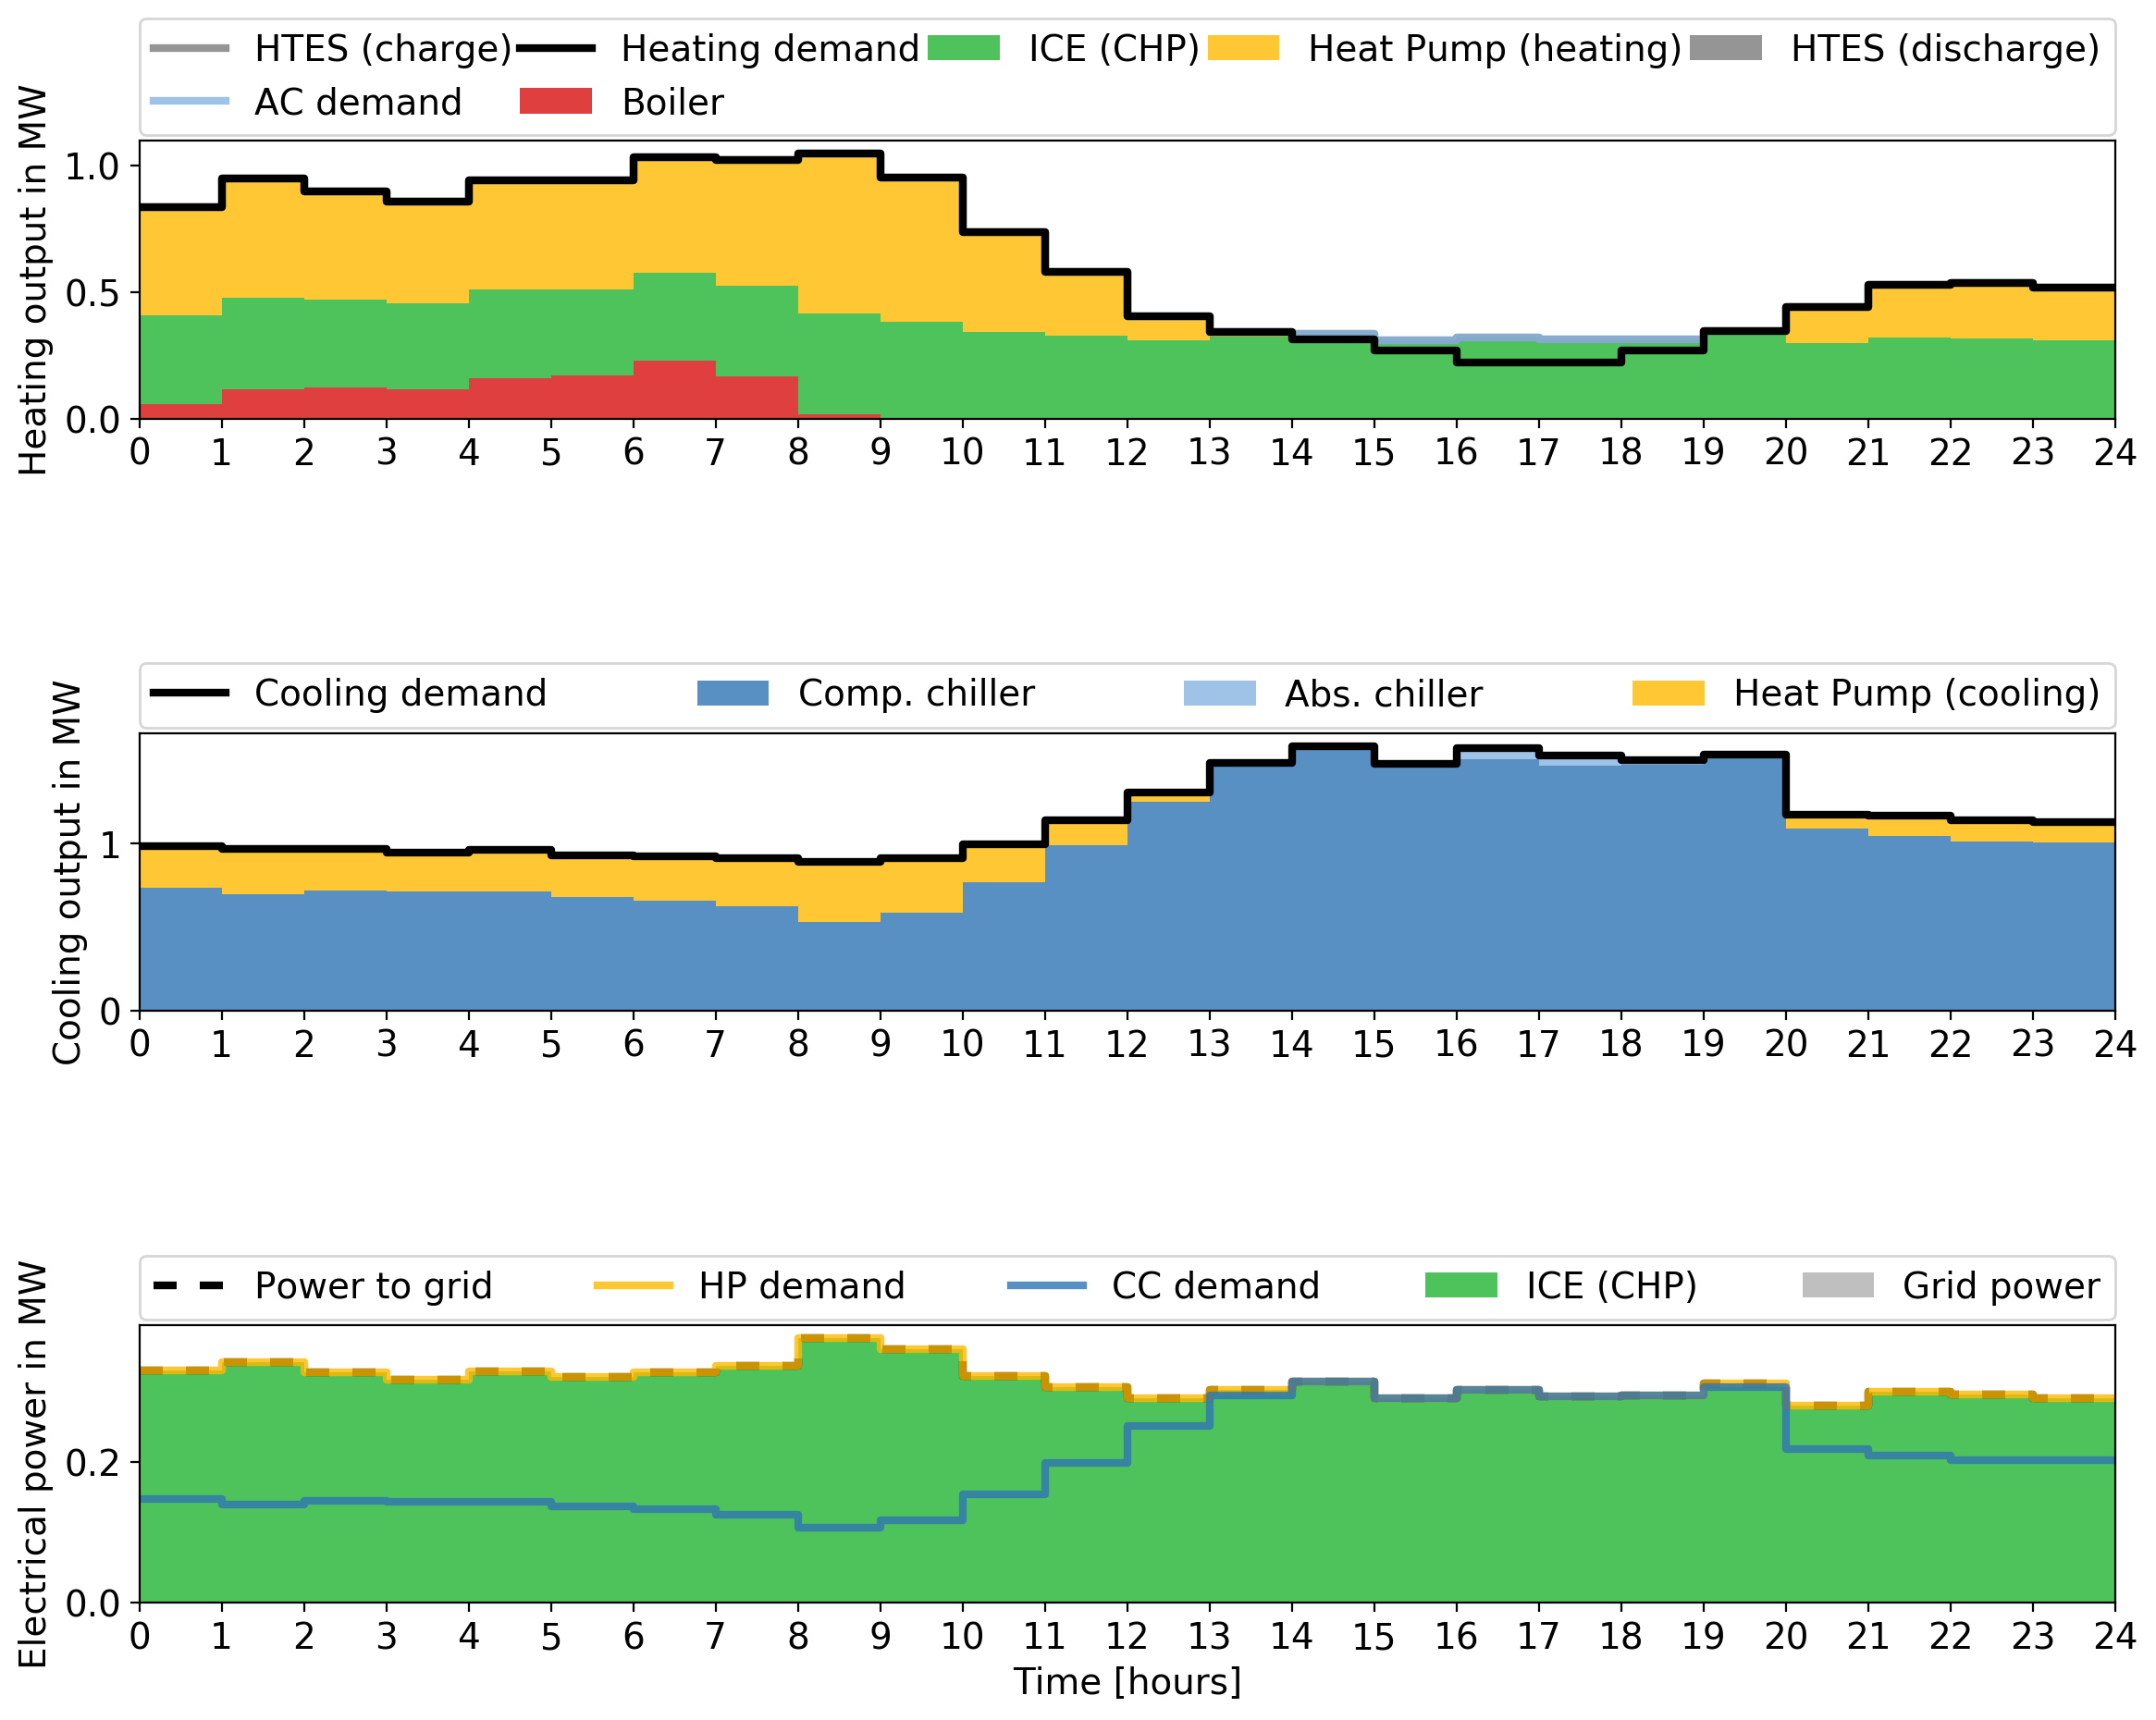 HTES (charge) Heating demand ICE (CHP) Heat Pump (heating) HTES (discharge)
AC demand Boiler
Heating output in MW
1.0
0.5
0.0
0 1 2 3 4 5 6 7 8 9 10 11 12 13 14 15 16 17 18 19 20 21 22 23 24
Cooling demand Comp. chiller Abs. chiller Heat Pump (cooling)
Cooling output in MW
1
0
0 1 2 3 4 5 6 7 8 9 10 11 12 13 14 15 16 17 18 19 20 21 22 23 24
Power to grid HP demand CC demand ICE (CHP) Grid power
Electrical power in MW
0.2
0.0
0 1 2 3 4 5 6 7 8 9 10 11 12 13 14 15 16 17 18 19 20 21 22 23 24
Time [hours]